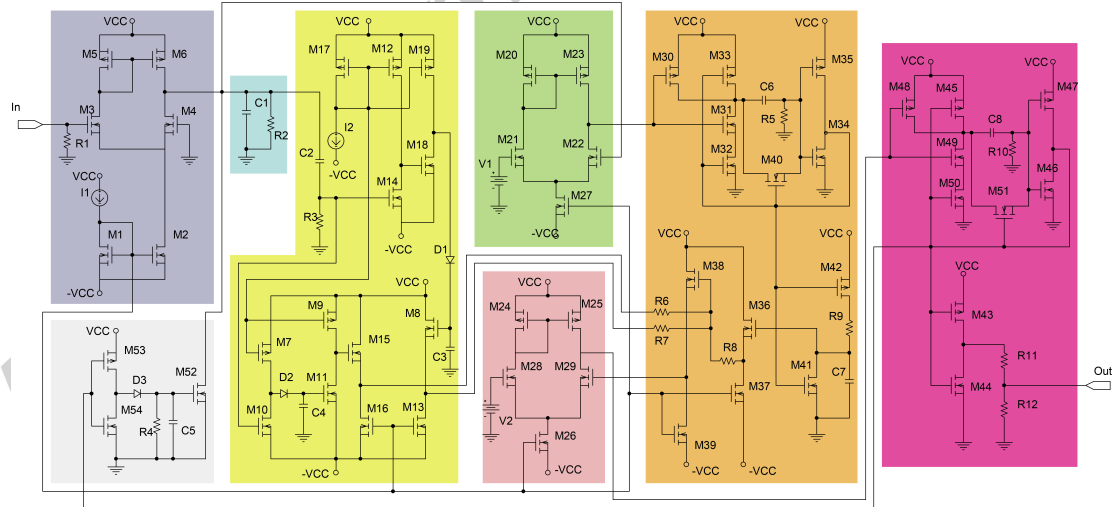 In
VCC
M5
M6
M3
M4
R1
VCC
I1
M1
M2
-VCC
C1
R2
VCC
M17
M12
M19
I2
-VCC
C2
M18
M14
R3
-VCC
D1
VCC
M9
M8
M7
M15
D2
M11
C3
C4
M10
M16
M13
-VCC
VCC
M20
M23
M21
M22
V1
M27
-VCC
VCC
M24
M25
M28
M29
V2
M26
-VCC
VCC
VCC
M30
M33
M35
C6
M31
R5
M34
M32
M40
VCC
VCC
M38
M42
R6
M36
R9
R7
R8
M41
C7
M37
M39
-VCC
-VCC
VCC
VCC
M48
M45
M47
C8
M49
R10
M46
M50
M51
VCC
M43
R11
M44
R12
Out
VCC
M53
D3
M52
M54
R4
C5